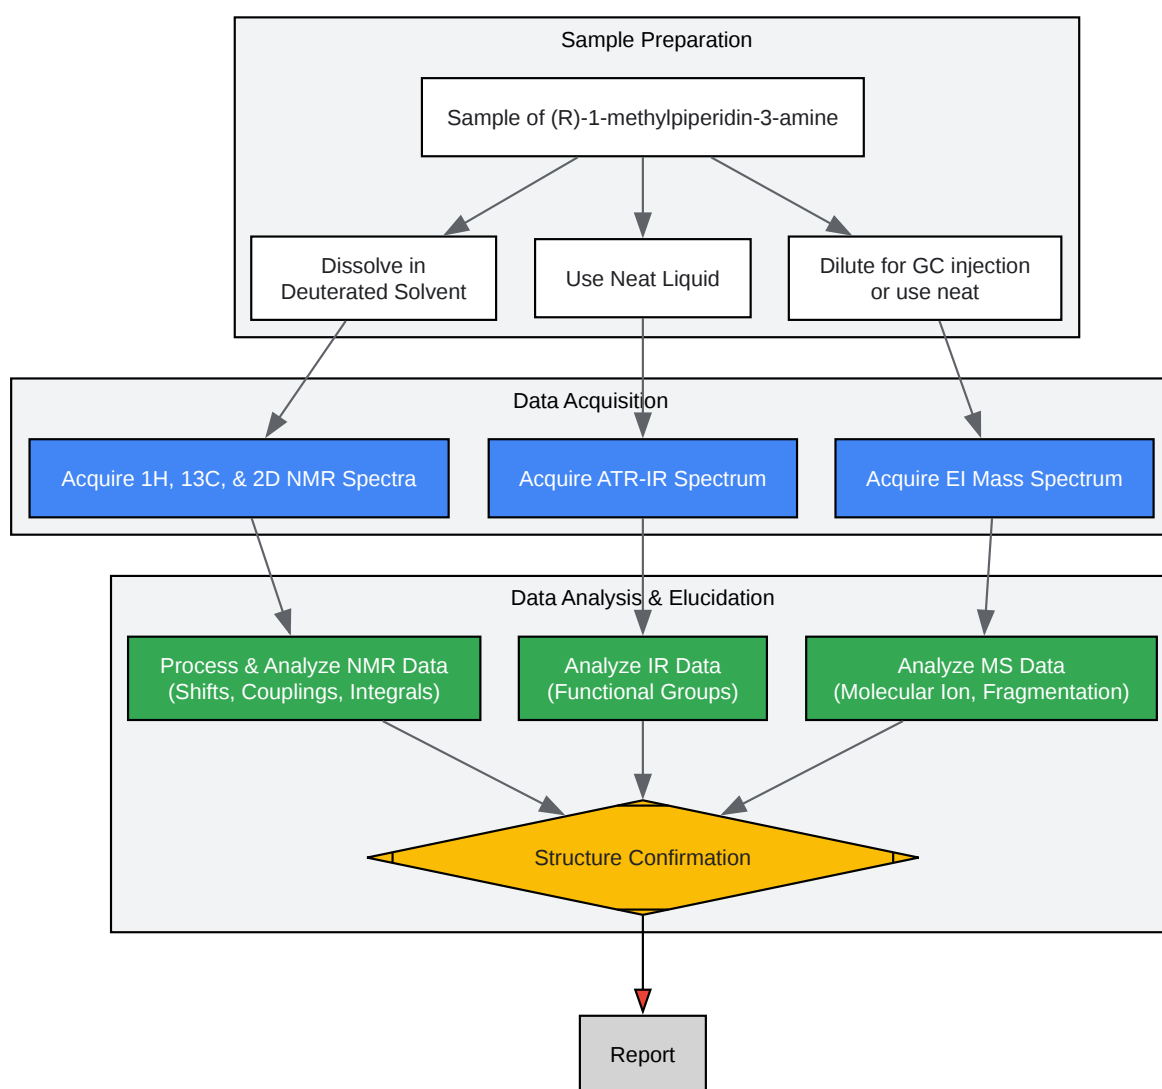 Sample Preparation
Sample of (R)-1-methylpiperidin-3-amine
Dissolve in
Deuterated Solvent
Use Neat Liquid
Dilute for GC injection
or use neat
Data Acquisition
Acquire 1H, 13C, & 2D NMR Spectra
Acquire ATR-IR Spectrum
Acquire EI Mass Spectrum
Data Analysis & Elucidation
Process & Analyze NMR Data
(Shifts, Couplings, Integrals)
Analyze IR Data
(Functional Groups)
Analyze MS Data
(Molecular Ion, Fragmentation)
Structure Confirmation
Report